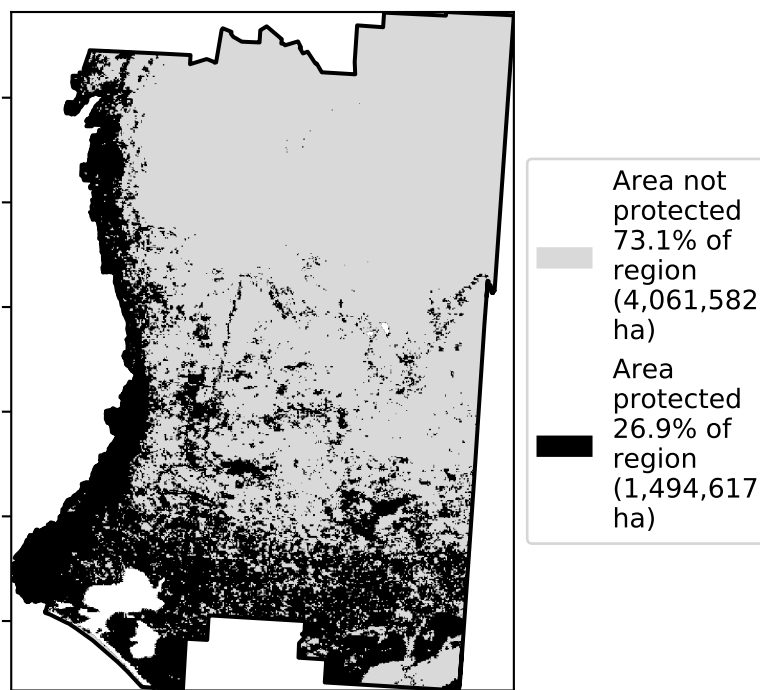 Area not
protected
73.1% of
region
(4,061,582
ha)
Area
protected
26.9% of
region
(1,494,617
ha)